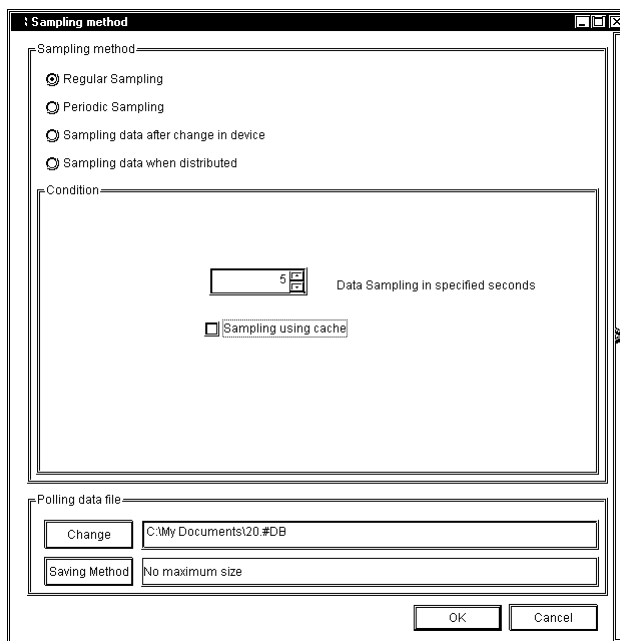 Sampling method
Sampling method
Regular Sampling
Periodic Sampling
Sampling data after change in device
Sampling data when distributed
Condition
5 Data Sampling in specified seconds
Sampling using cache
Polling data file
Change C:\My Documents\20.#DB
Saving Method No maximum size
OK Cancel